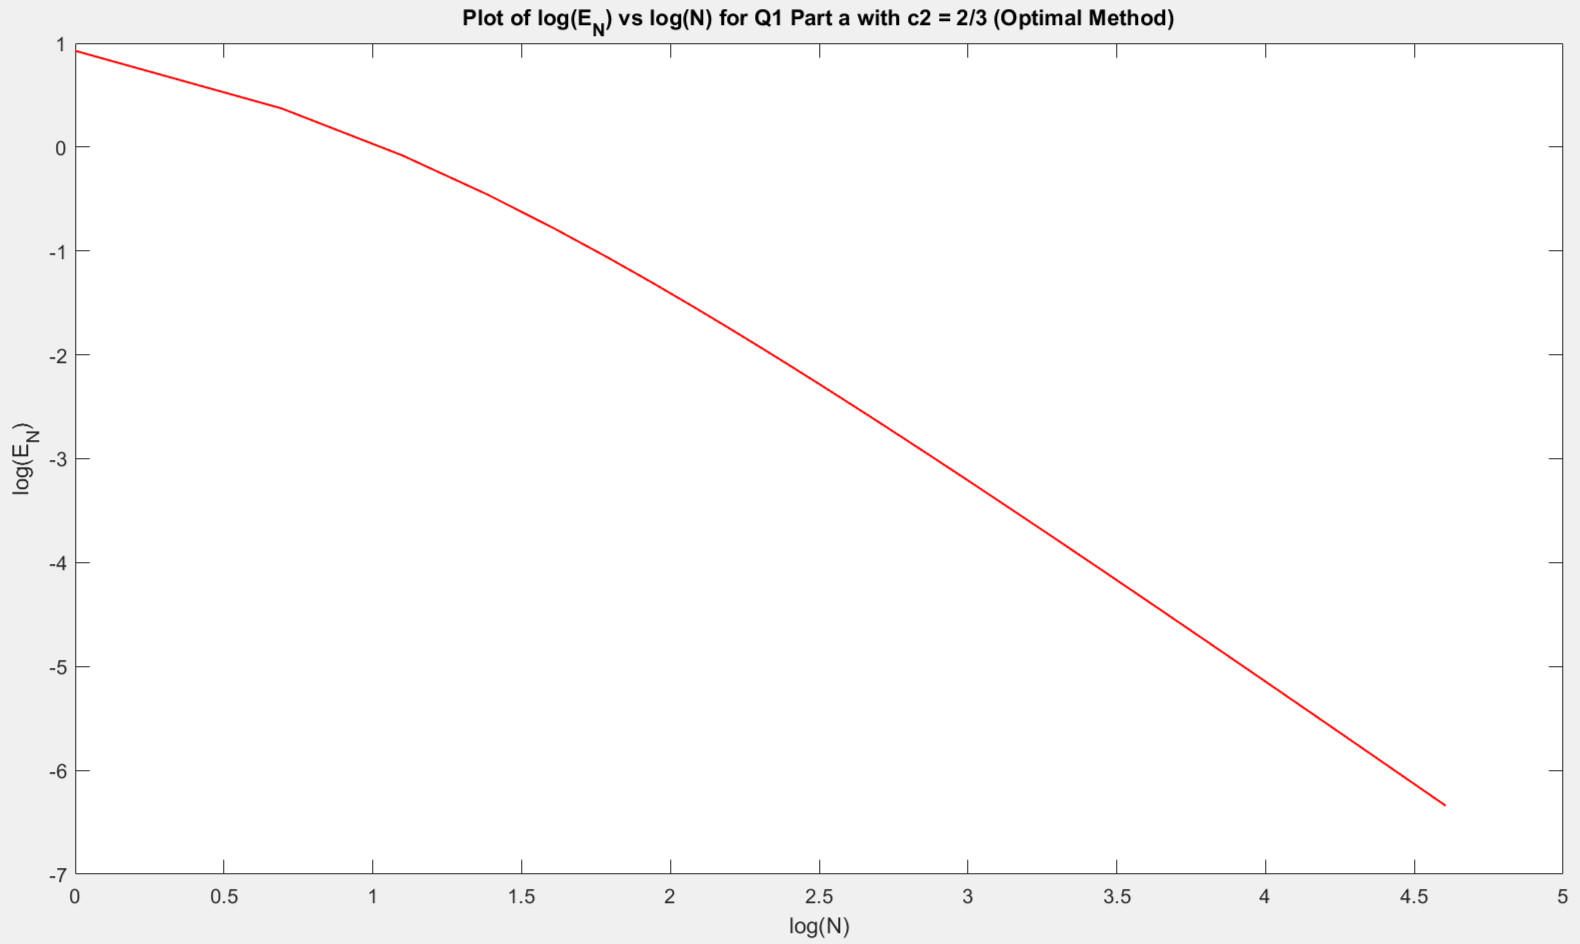 Plot of log(E_N) vs log(N) for Q1 Part a with c2 = 2/3 (Optimal Method)
1
0
-1
-2
-3
-4
-5
-6
-7
log(E_N)
0 0.5 1 1.5 2 2.5 3 3.5 4 4.5 5
log(N)